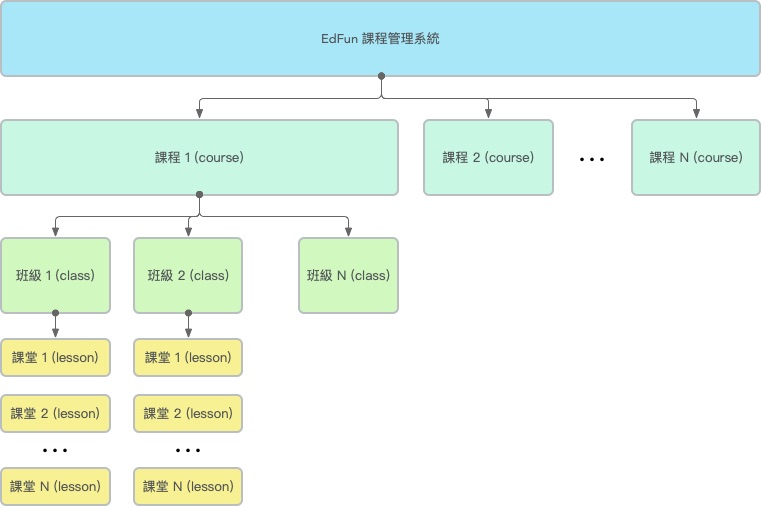 EdFun 課程管理系統
課程 1 (course)
課程 2 (course)
...
課程 N (course)
班級 1 (class)
班級 2 (class)
班級 N (class)
課堂 1 (lesson)
課堂 1 (lesson)
課堂 2 (lesson)
課堂 2 (lesson)
...
...
課堂 N (lesson)
課堂 N (lesson)